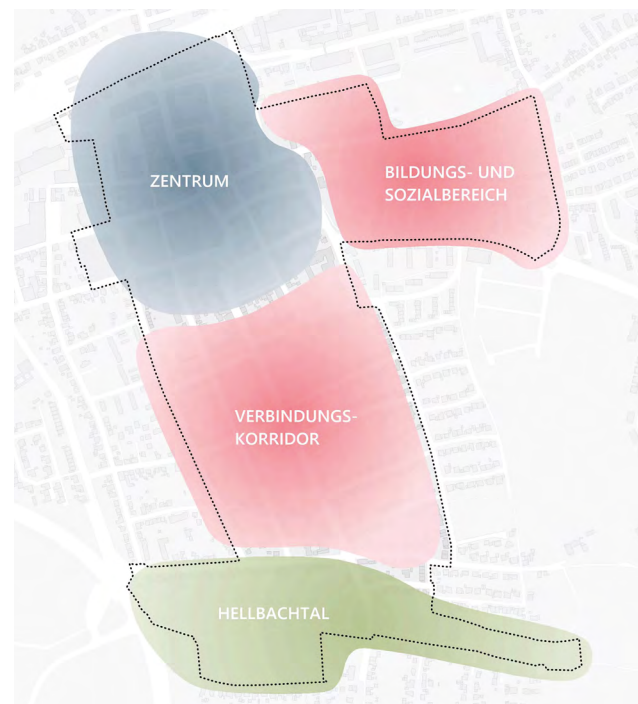 ZENTRUM
BILDUNGS- UND
SOZIALBEREICH
VERBINDUNGS-
KORRIDOR
HELLBACHTAL